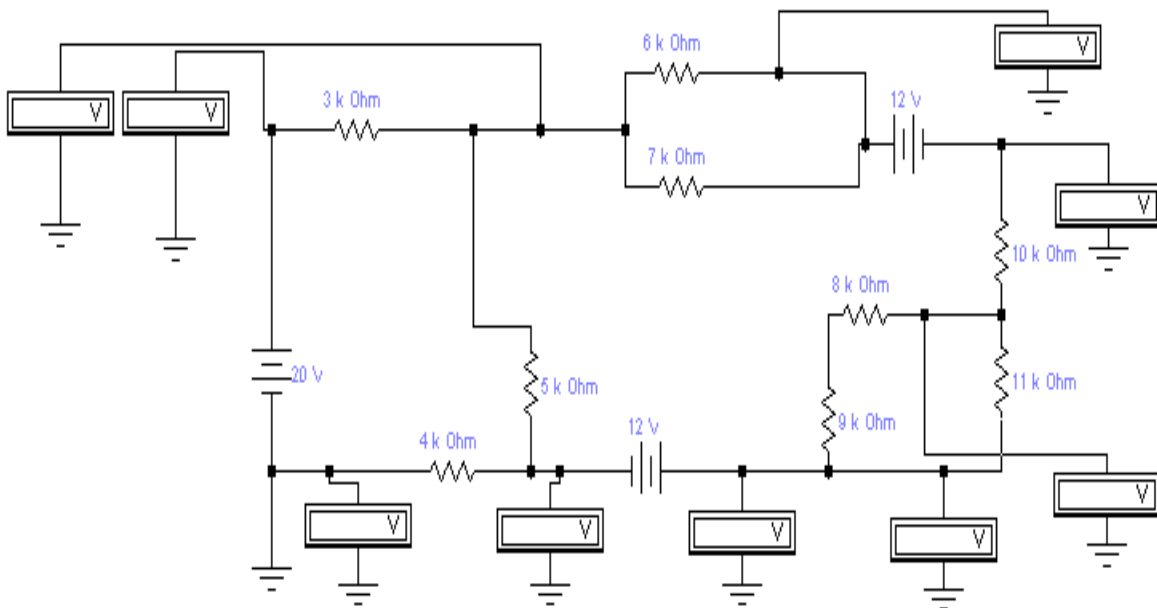 6 k Ohm
V
V
V
3 k Ohm
12 V
7 k Ohm
V
10 k Ohm
8 k Ohm
20 V
5 k Ohm
11 k Ohm
4 k Ohm
12 V
9 k Ohm
V
V
V
V
V